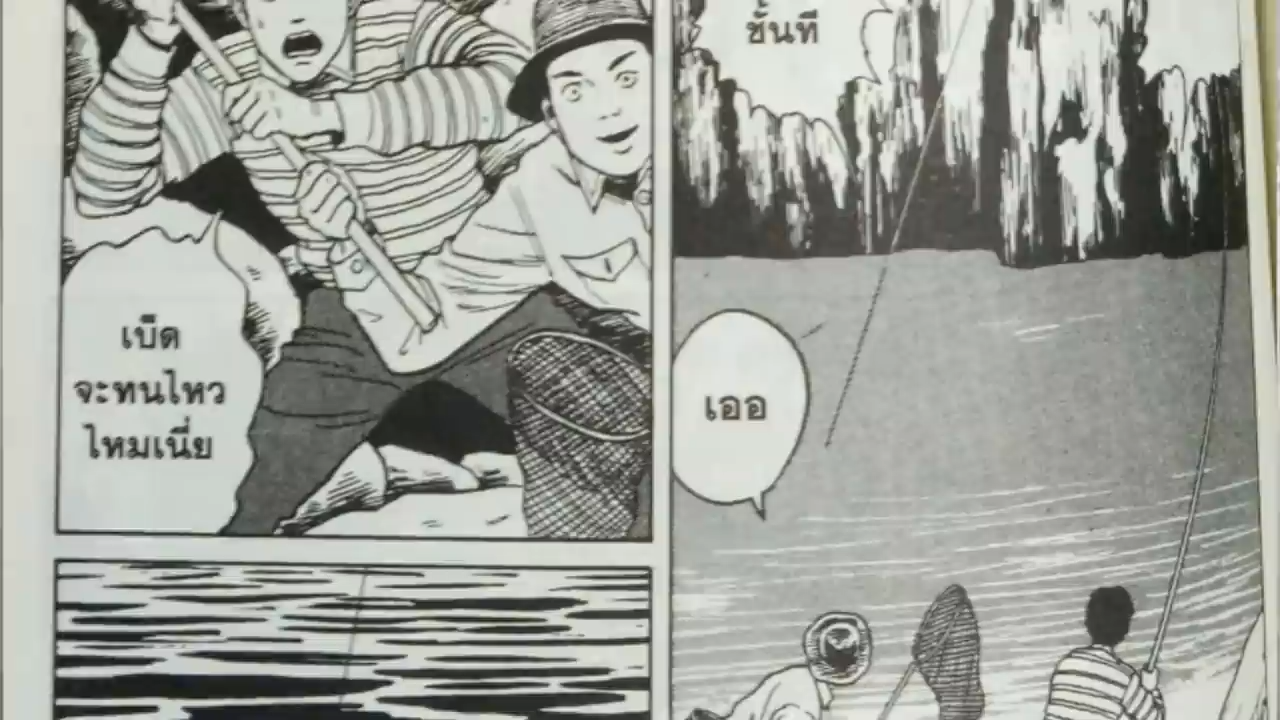 ขั้นที
เออ
เบ็ด
จะทนไหว
ไหมเนี่ย